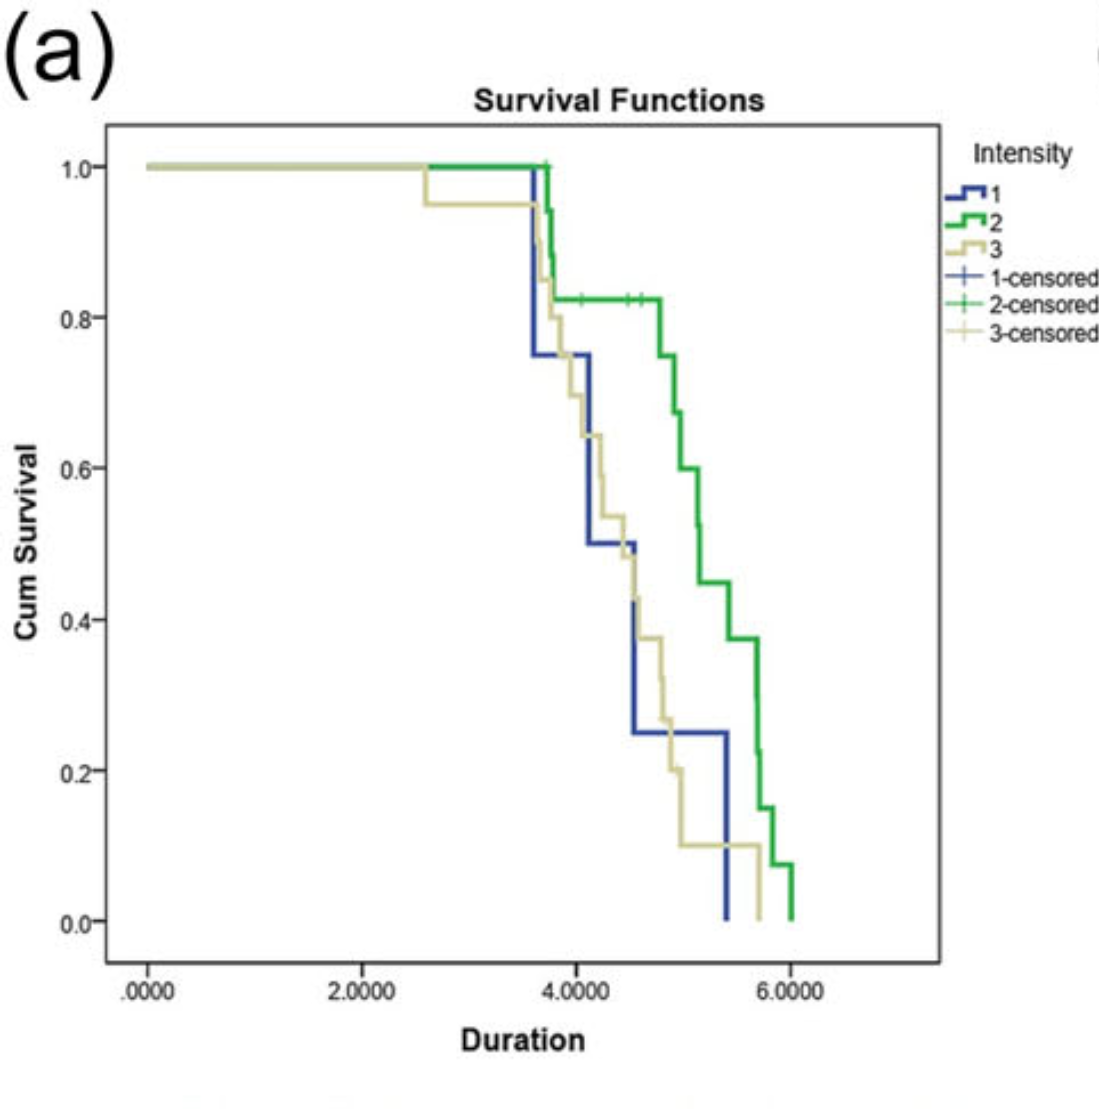 (a)
Survival Functions
Intensity
1
2
3
1-censored
2-censored
3-censored
1.0
0.8
0.6
0.4
0.2
0.0
Cum Survival
.0000 2.0000 4.0000 6.0000
Duration